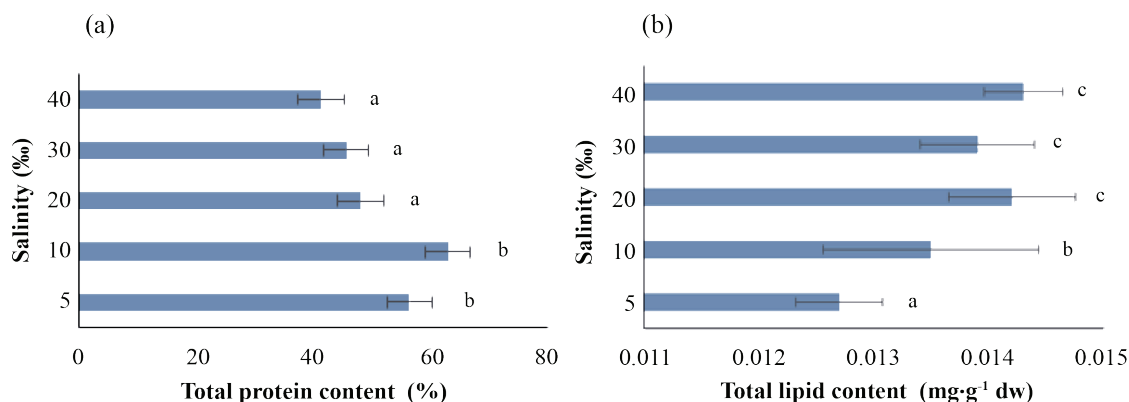 (a)
40
a
30
a
20
a
10
b
5
b
Salinity (‰)
0
20
40
60
80
Total protein content (%)
(b)
40
c
30
c
20
c
10
b
5
a
Salinity (‰)
0.011
0.012
0.013
0.014
0.015
Total lipid content (mg·g⁻¹ dw)